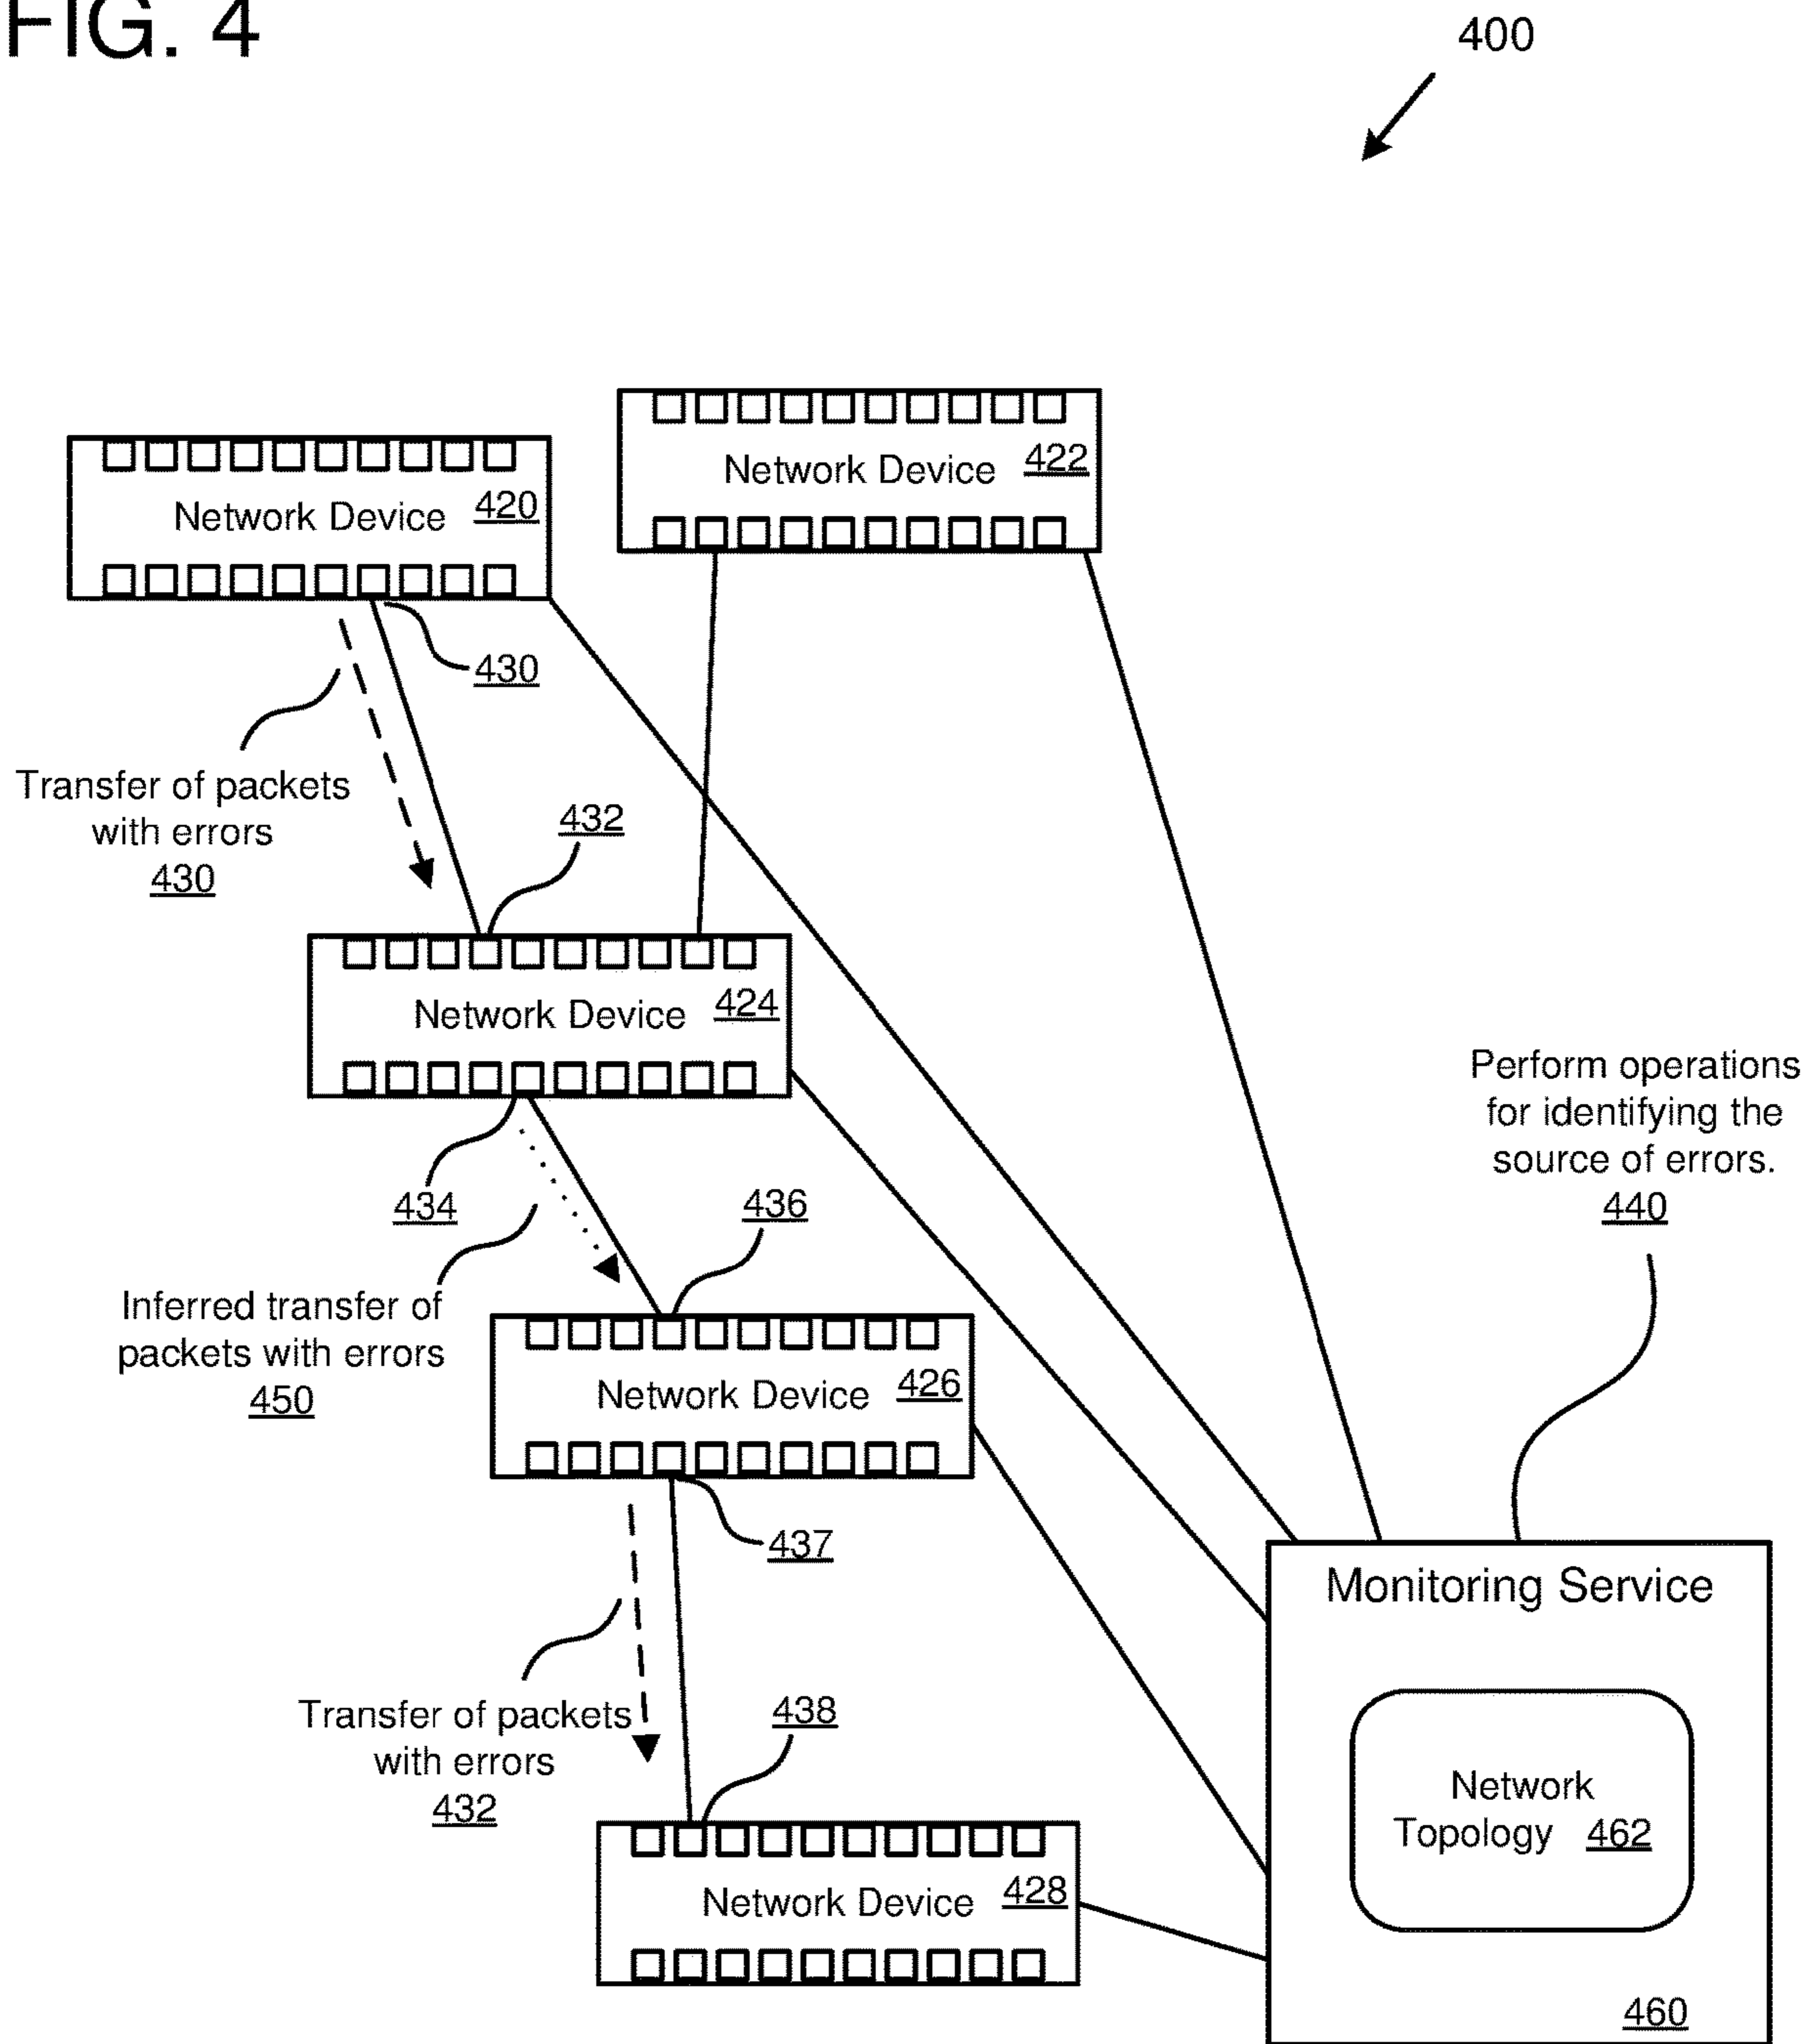 FIG. 4
400
Network Device 422
Network Device 420
430
Transfer of packets
with errors
430
432
Network Device 424
Perform operations
for identifying the
source of errors.
440
434
436
Inferred transfer of
packets with errors
450
Network Device 426
437
Monitoring Service
Transfer of packets
with errors
432
438
Network
Topology 462
Network Device 428
460